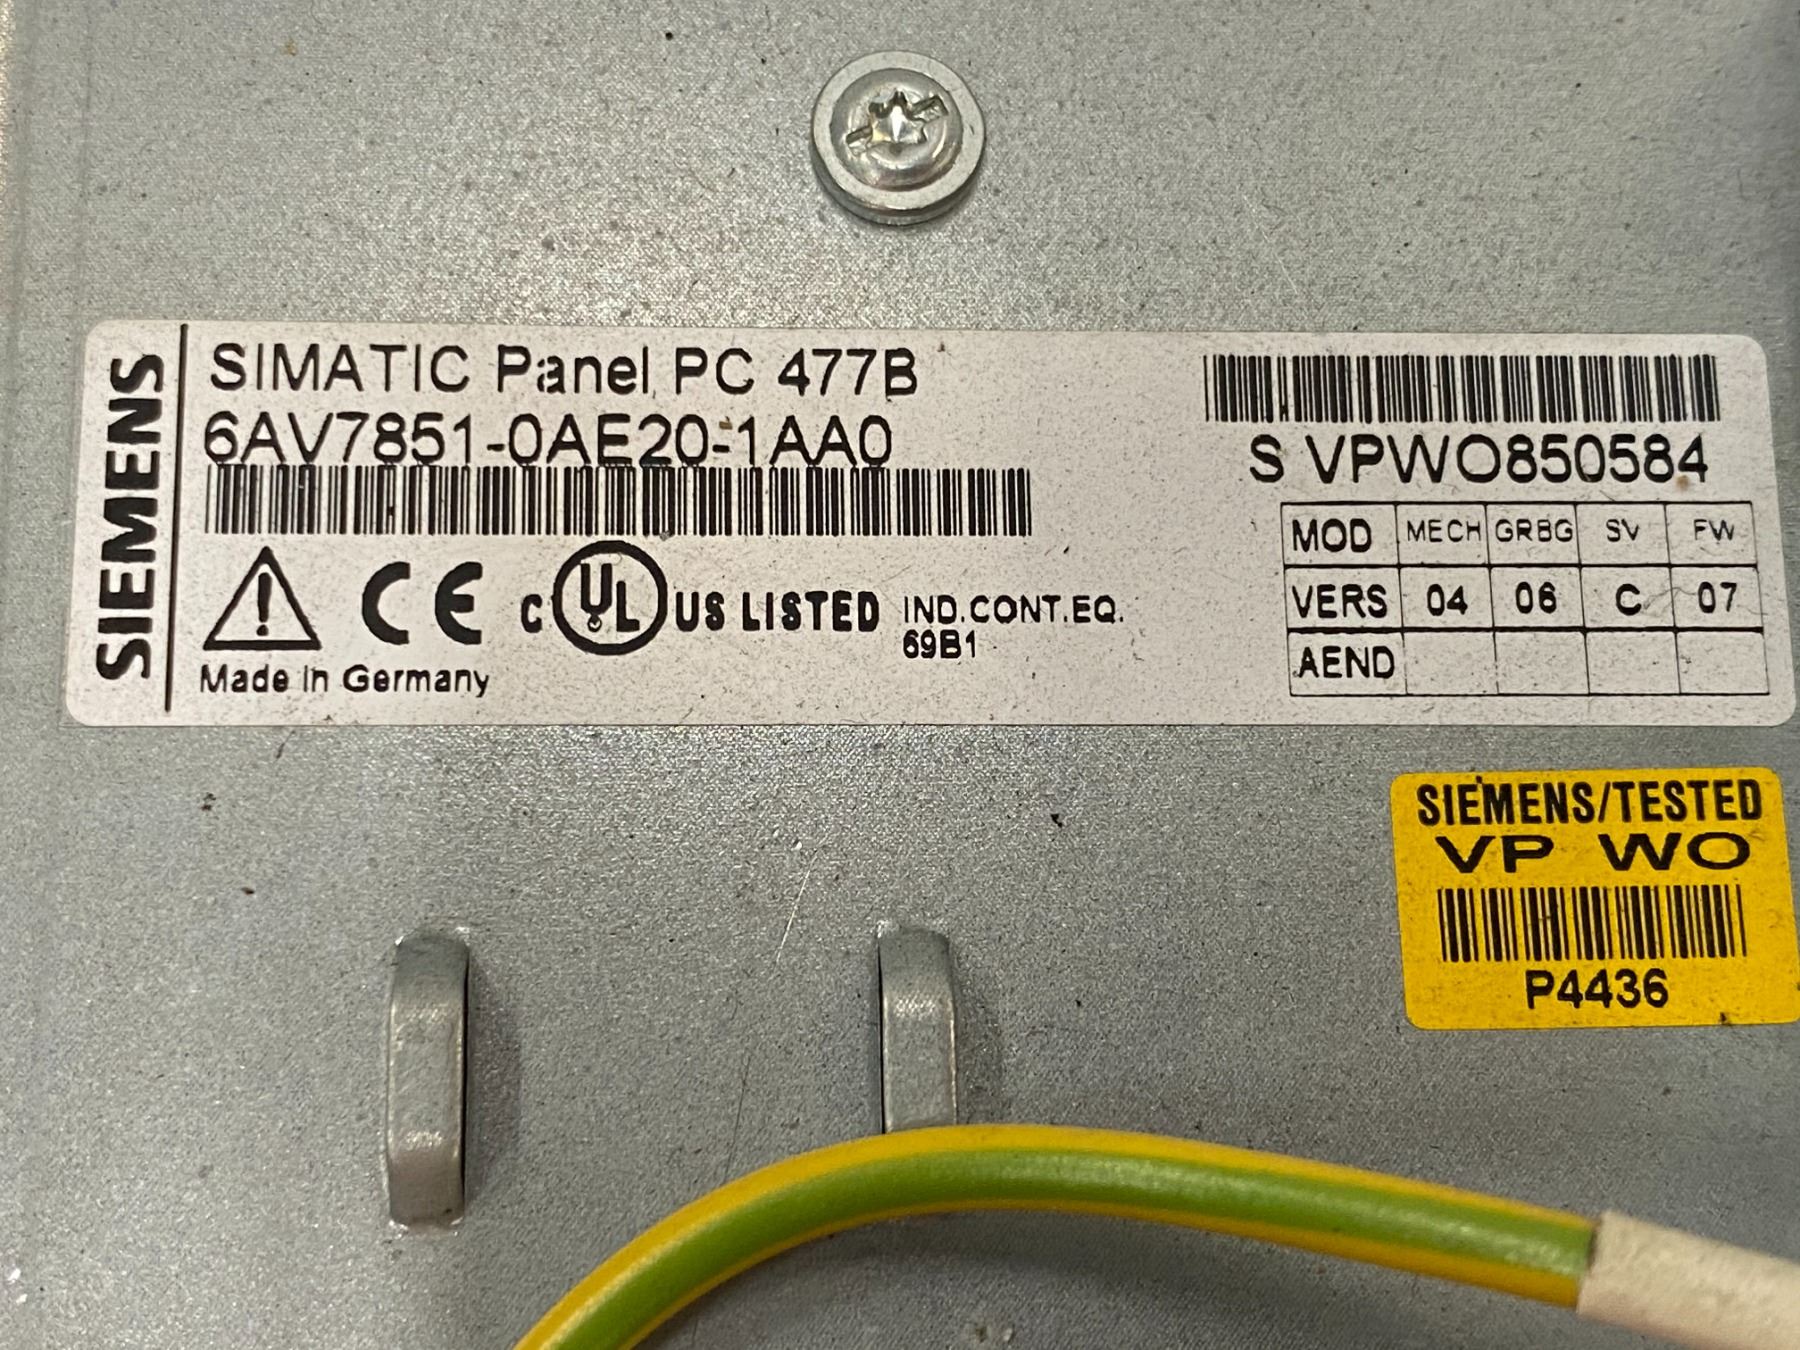 SIEMENS
SIMATIC Panel PC 477B
6AV7851-0AE20-1AA0
CE
C UL US LISTED IND.CONT.EQ.
69B1
Made in Germany
S VPWO850584
MOD MECH GRBG SV FW
VERS 04 06 C 07
AEND
SIEMENS/TESTED
VP WO
P4436